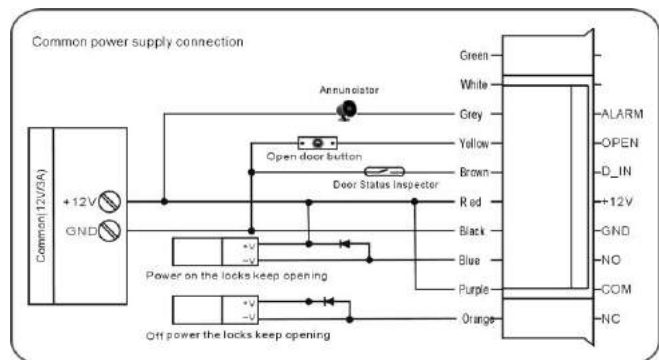 Common power supply connection
Green
White
Annunciator
Grey
ALARM
Yellow
OPEN
Open door button
Brown
D_IN
Door Status Inspector
Common(12V/3A)
+12V
Red
+12V
GND
Black
GND
+V
-V
Blue
NO
Power on the locks keep opening
Purple
COM
+V
-V
Orange
NC
Off power the locks keep opening